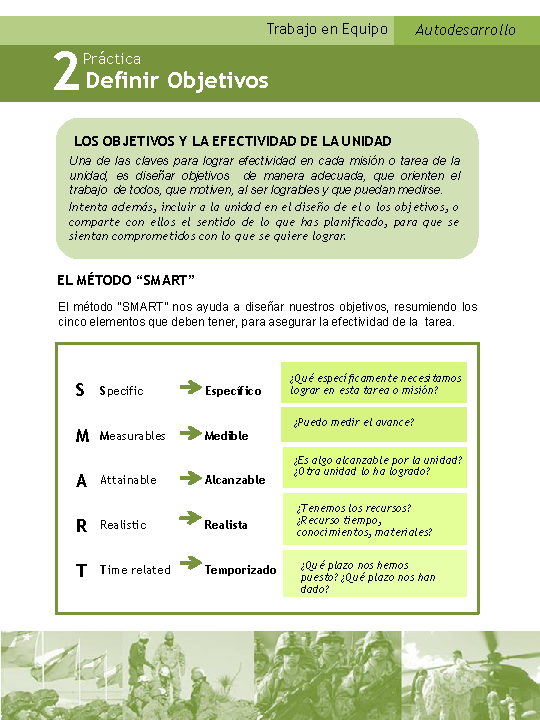 Trabajo en Equipo
Autodesarrollo
2
Práctica
Definir Objetivos
LOS OBJETIVOS Y LA EFECTIVIDAD DE LA UNIDAD
Una de las claves para lograr efectividad en cada misión o tarea de la
unidad, es diseñar objetivos de manera adecuada, que orienten el
trabajo de todos, que motiven, al ser logrables y que puedan medirse.
Intenta además, incluir a la unidad en el diseño de el o los objetivos, o
comparte con ellos el sentido de lo que has planificado, para que se
sientan comprometidos con lo que se quiere lograr.
EL MÉTODO “SMART”
El método “SMART” nos ayuda a diseñar nuestros objetivos, resumiendo los
cinco elementos que deben tener, para asegurar la efectividad de la tarea.
S Specific Específico
¿Qué específicamente necesitamos
lograr en esta tarea o misión?
M Measurables Medible
¿Puedo medir el avance?
A Attainable Alcanzable
¿Es algo alcanzable por la unidad?
¿Otra unidad lo ha logrado?
R Realistic Realista
¿Tenemos los recursos?
¿Recurso tiempo,
conocimientos, materiales?
T Time related Temporizado
¿Qué plazo nos hemos
puesto? ¿Qué plazo nos han
dado?